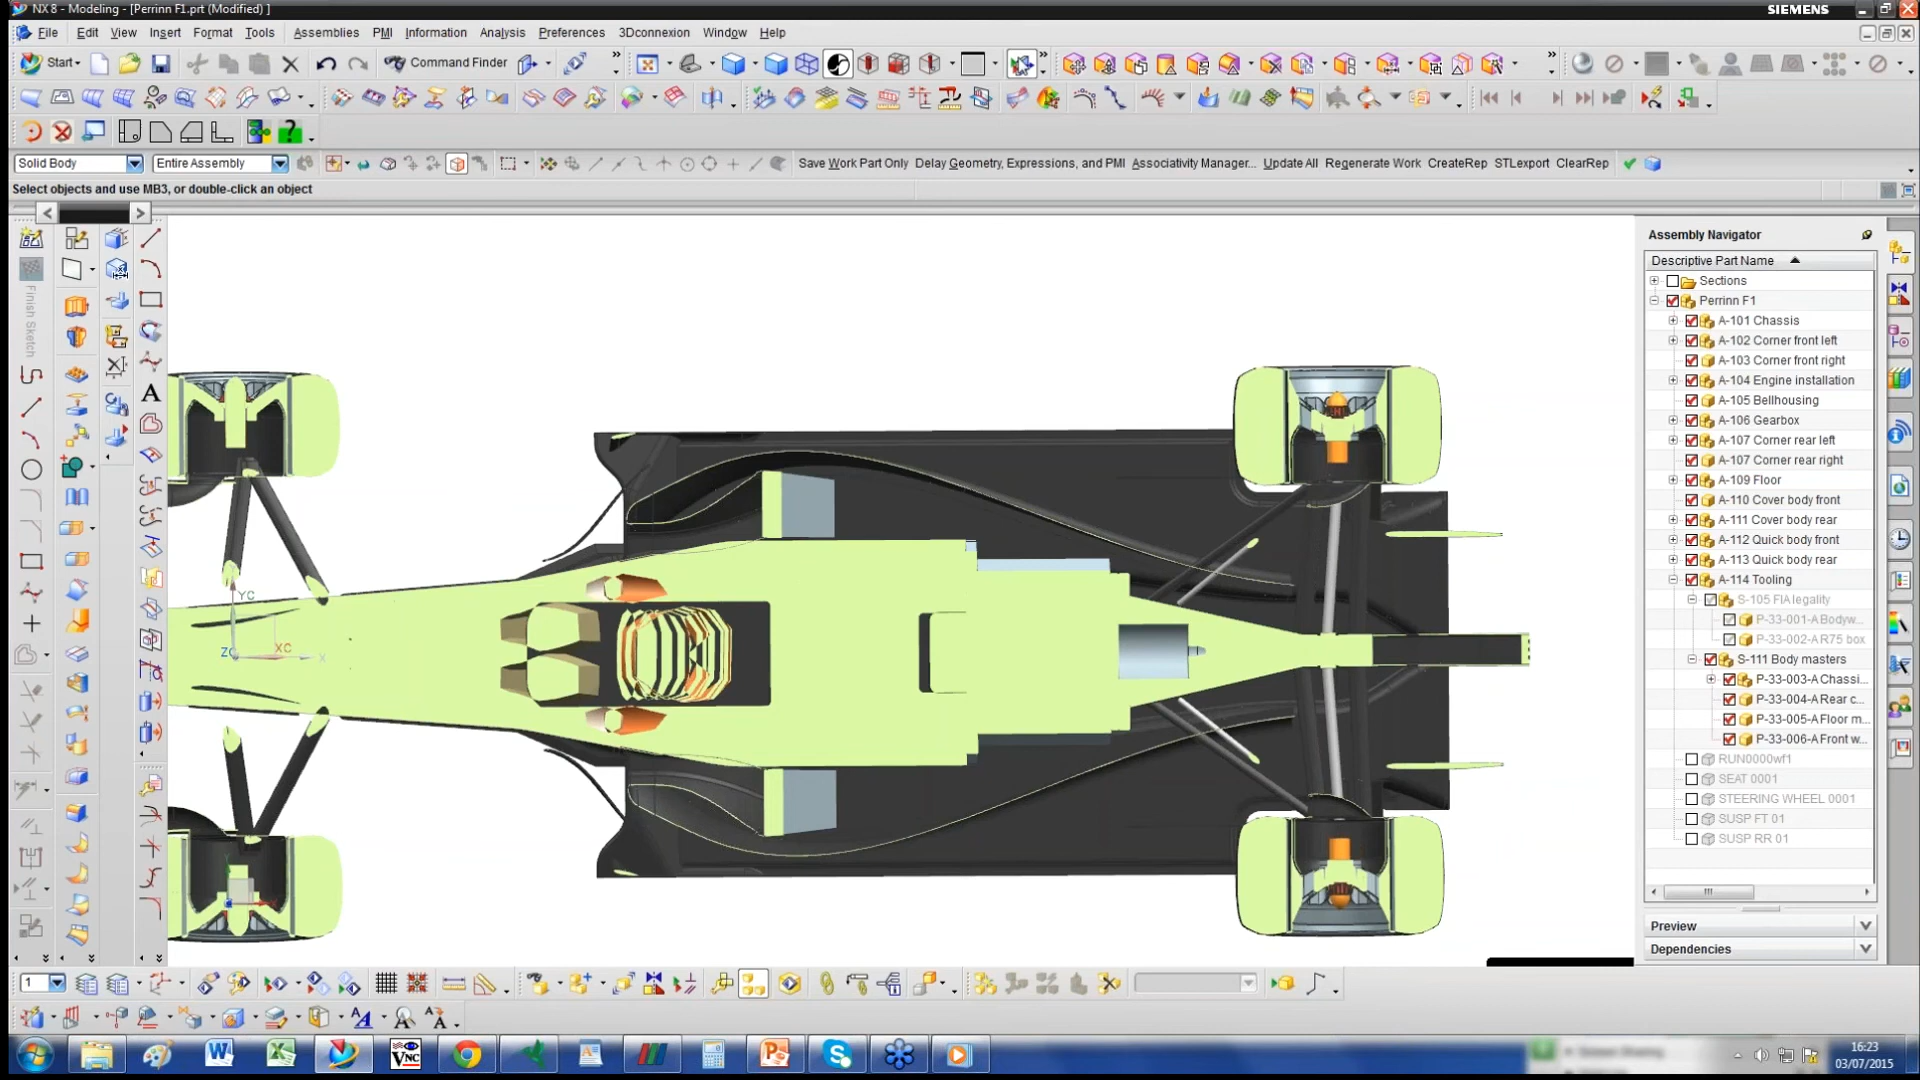 NX 8 - Modeling - [Perrinn F1.prt (Modified) ]
SIEMENS
File Edit View Insert Format Tools Assemblies PMI Information Analysis Preferences 3Dconnexion Window Help
Start
Command Finder
Solid Body
Entire Assembly
Save Work Part Only Delay Geometry, Expressions, and PMI Associativity Manager... Update All Regenerate Work CreateRep STLexport ClearRep
Select objects and use MB3, or double-click an object
Finish Sketch
Assembly Navigator
Descriptive Part Name
Sections
Perrinn F1
A-101 Chassis
A-102 Corner front left
A-103 Corner front right
A-104 Engine installation
A-105 Bellhousing
A-106 Gearbox
A-107 Corner rear left
A-107 Corner rear right
A-109 Floor
A-110 Cover body front
A-111 Cover body rear
A-112 Quick body front
A-113 Quick body rear
A-114 Tooling
S-105 FIA legality
P-33-001-A Bodyw...
P-33-002-A R75 box
S-111 Body masters
P-33-003-A Chassi...
P-33-004-A Rear c...
P-33-005-A Floor m...
P-33-006-A Front w...
RUN0000wf1
SEAT 0001
STEERING WHEEL 0001
SUSP FT 01
SUSP RR 01
YC
ZC
XC
X
Preview
Dependencies
1
VNC
16:23
03/07/2015